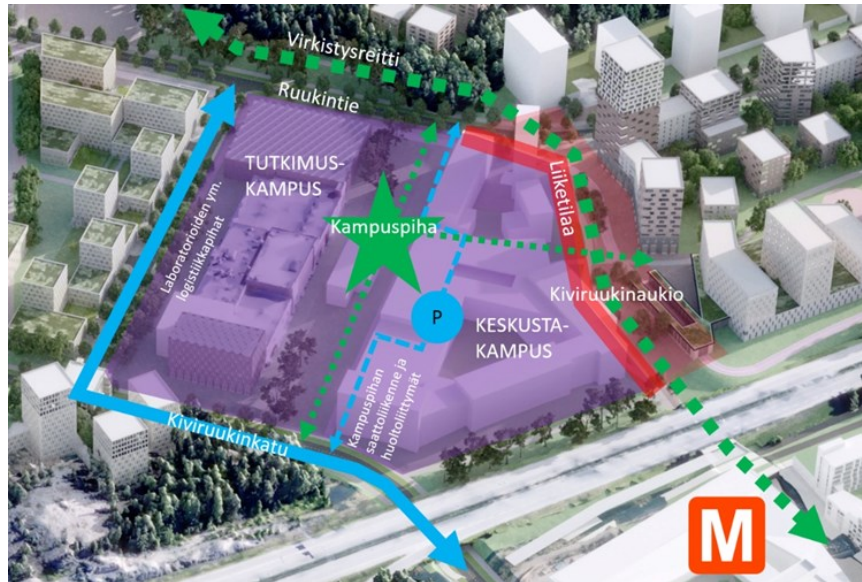 Virkistysreitti
Ruukintie
TUTKIMUS-
KAMPUS
Kampuspiha
Liiketilaa
Laboratorioiden ym.
logistiikkapihat
Kiviruukinaukio
P
KESKUSTA-
KAMPUS
Kampuspihan
saattoliikenne ja
huoltoliittymät
Kiviruukinkatu
M